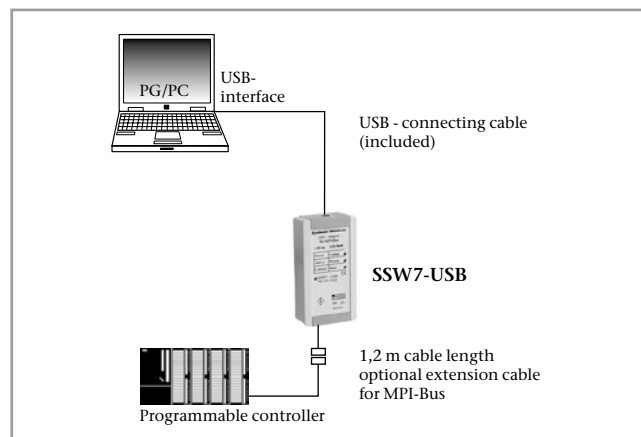 PG/PC
USB-
interface
USB - connecting cable
(included)
SSW7-USB
1,2 m cable length
optional extension cable
for MPI-Bus
Programmable controller